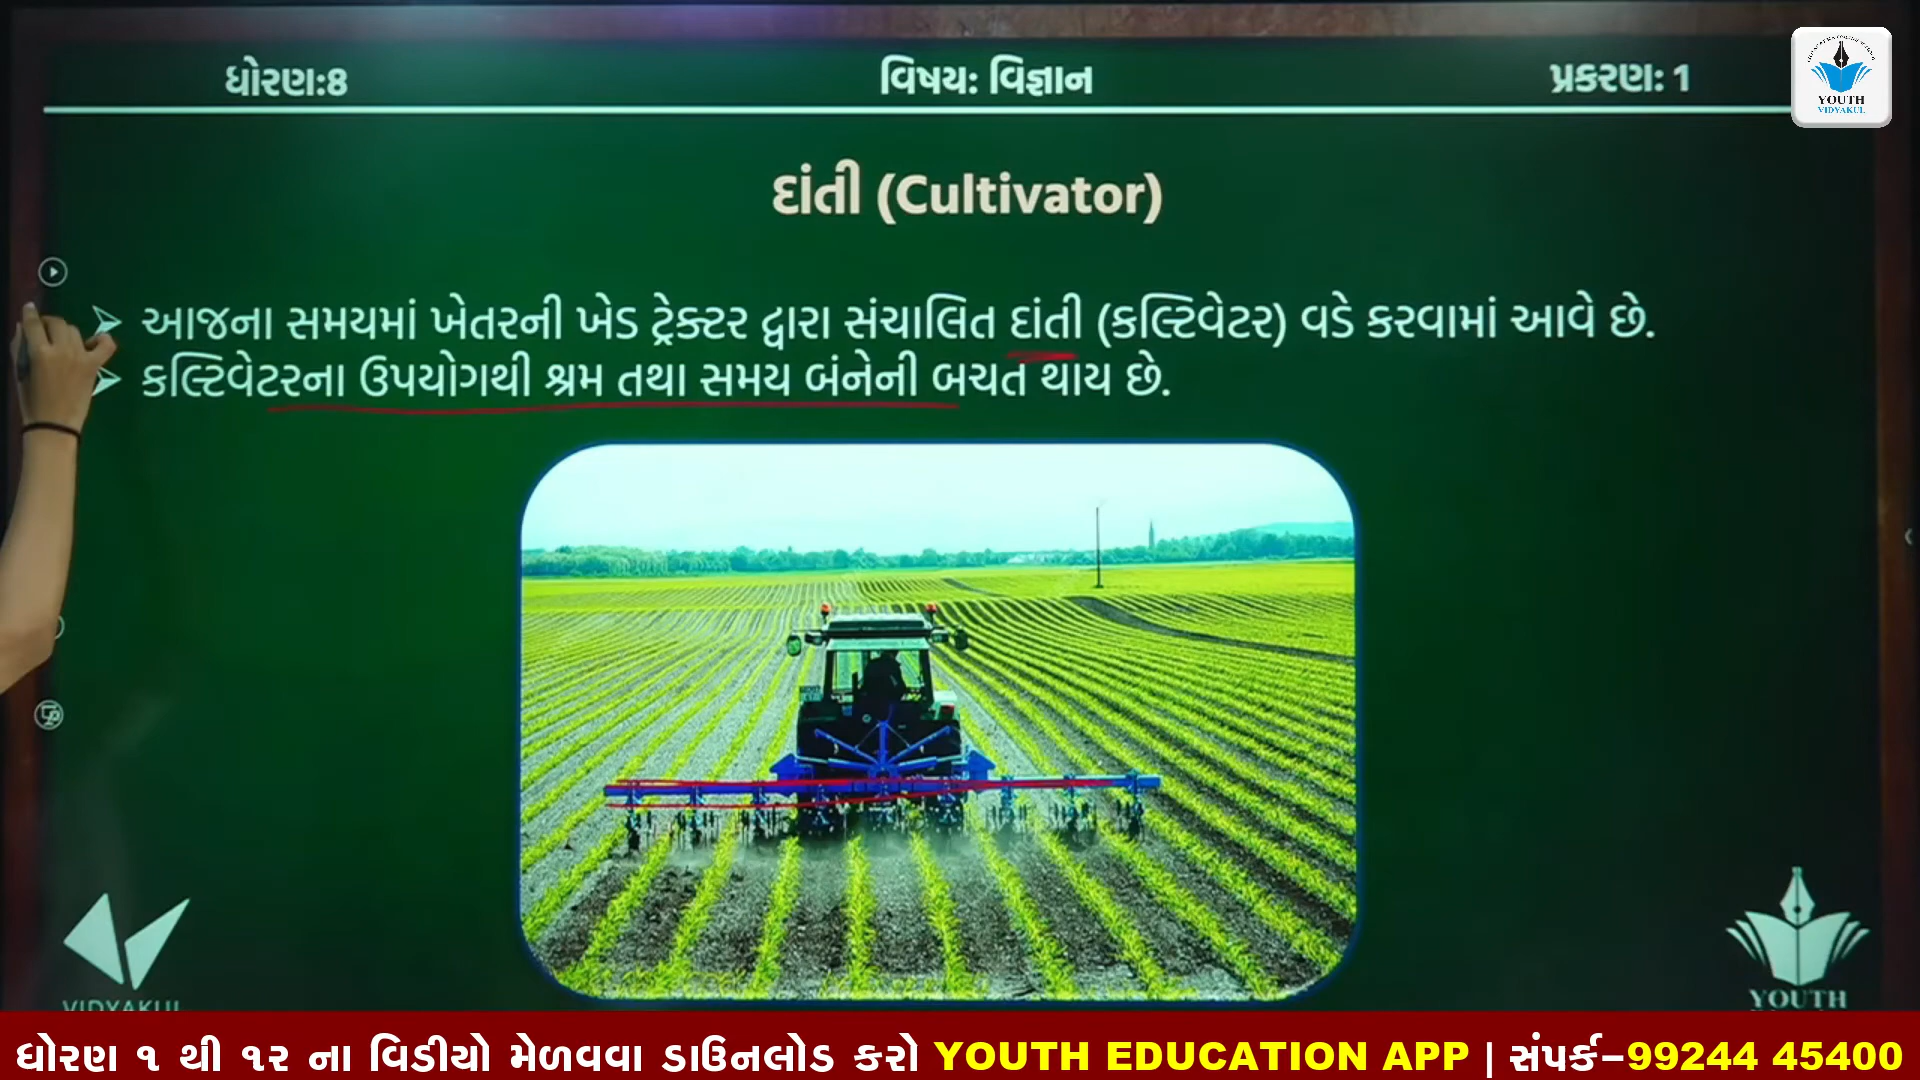 ધોરણ:8
વિષય: વિજ્ઞાન
પ્રકરણ: 1
YOUTH
VIDYAKUL
દાંતી (Cultivator)
➤ આજના સમયમાં ખેતરની ખેડ ટ્રેક્ટર દ્વારા સંચાલિત દાંતી (કલ્ટિવેટર) વડે કરવામાં આવે છે.
➤ કલ્ટિવેટરના ઉપયોગથી શ્રમ તથા સમય બંનેની બચત થાય છે.
VIDYAKUL
YOUTH
ધોરણ ૧ થી ૧૨ ના વિડીયો મેળવવા ડાઉનલોડ કરો YOUTH EDUCATION APP | સંપર્ક-99244 45400